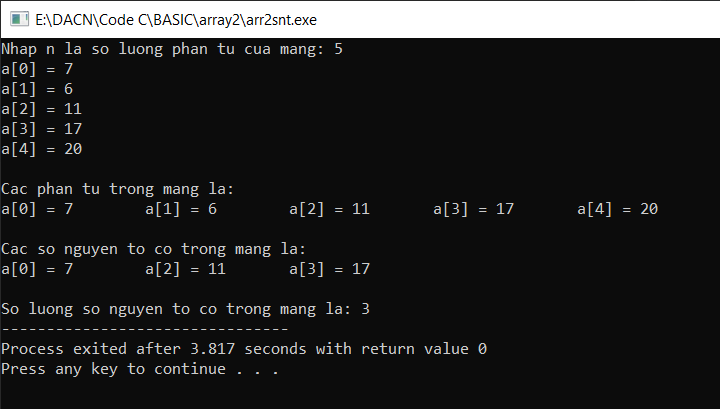 E:\DACN\Code C\BASIC\array2\arr2snt.exe
Nhap n la so luong phan tu cua mang: 5
a[0] = 7
a[1] = 6
a[2] = 11
a[3] = 17
a[4] = 20
Cac phan tu trong mang la:
a[0] = 7        a[1] = 6        a[2] = 11       a[3] = 17       a[4] = 20
Cac so nguyen to co trong mang la:
a[0] = 7        a[2] = 11       a[3] = 17
So luong so nguyen to co trong mang la: 3
--------------------------------
Process exited after 3.817 seconds with return value 0
Press any key to continue . . .